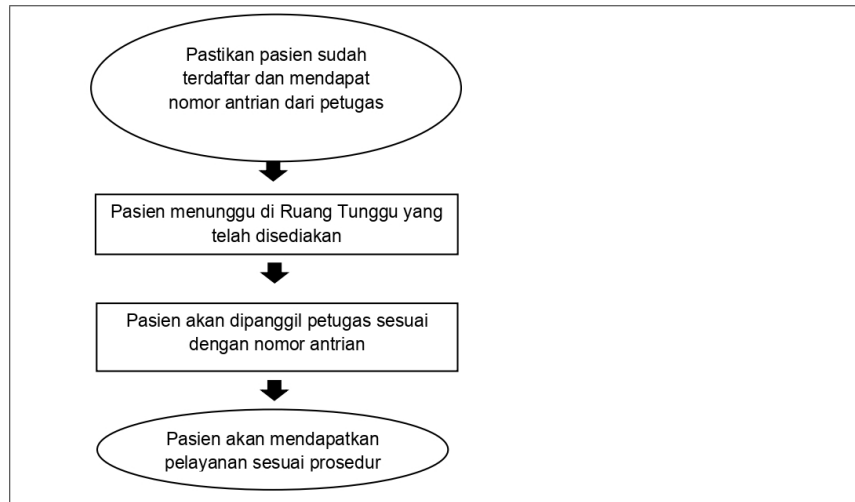 Pastikan pasien sudah
terdaftar dan mendapat
nomor antrian dari petugas
Pasien menunggu di Ruang Tunggu yang
telah disediakan
Pasien akan dipanggil petugas sesuai
dengan nomor antrian
Pasien akan mendapatkan
pelayanan sesuai prosedur